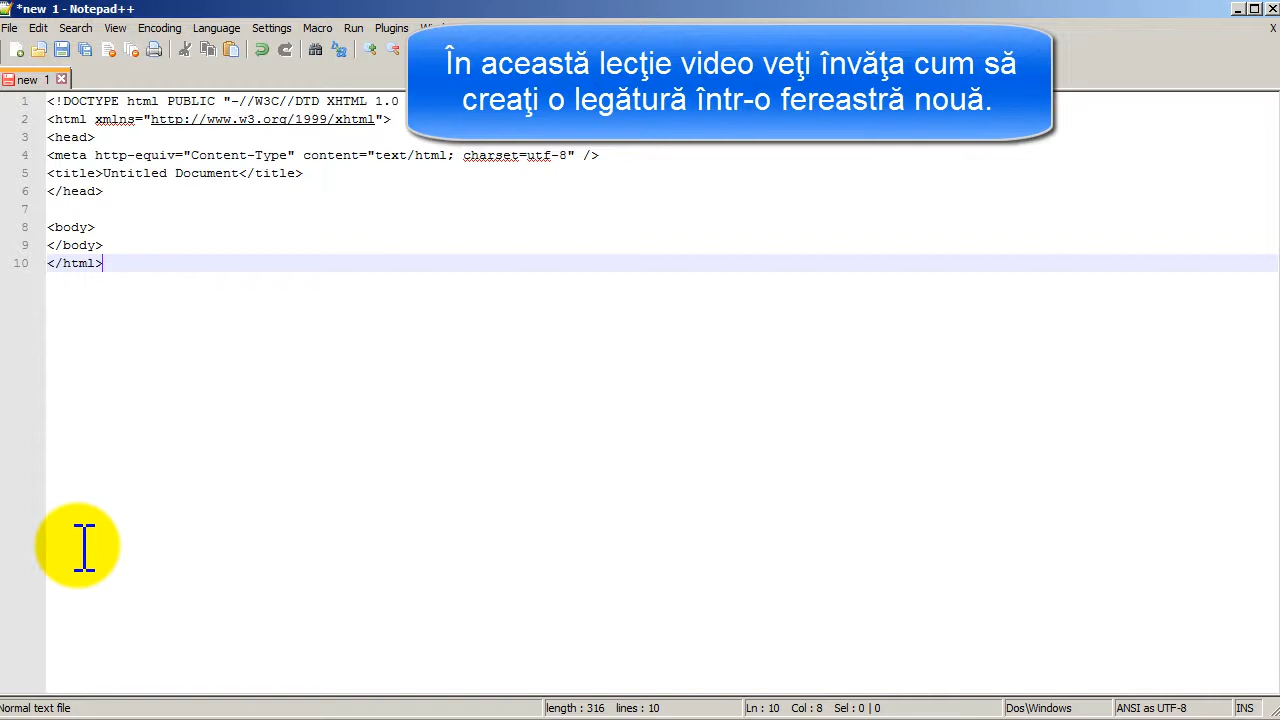 *new 1 - Notepad++
File Edit Search View Encoding Language Settings Macro Run Plugins
X
new 1
În această lecţie video veţi învăţa cum să
creaţi o legătură într-o fereastră nouă.
1 <!DOCTYPE html PUBLIC "-//W3C//DTD XHTML 1.0
2 <html xmlns="http://www.w3.org/1999/xhtml">
3 <head>
4 <meta http-equiv="Content-Type" content="text/html; charset=utf-8" />
5 <title>Untitled Document</title>
6 </head>
7
8 <body>
9 </body>
10 </html>
Normal text file length : 316 lines : 10 Ln : 10 Col : 8 Sel : 0 | 0 Dos\Windows ANSI as UTF-8 INS